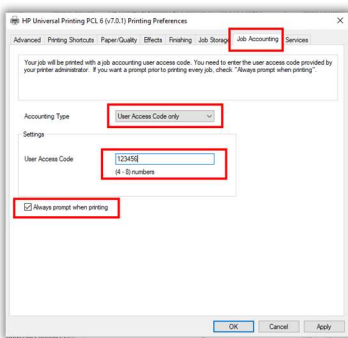 HP Universal Printing PCL 6 (v7.0.1) Printing Preferences
Advanced Printing Shortcuts Paper/Quality Effects Finishing Job Storage Job Accounting Services
Your job will be printed with a job accounting user access code. You need to enter the user access code provided by
your printer administrator. If you want a prompt prior to printing every job, check "Always prompt when printing".
Accounting Type User Access Code only
Settings
User Access Code 123456
(4 - 8) numbers
Always prompt when printing
OK Cancel Apply